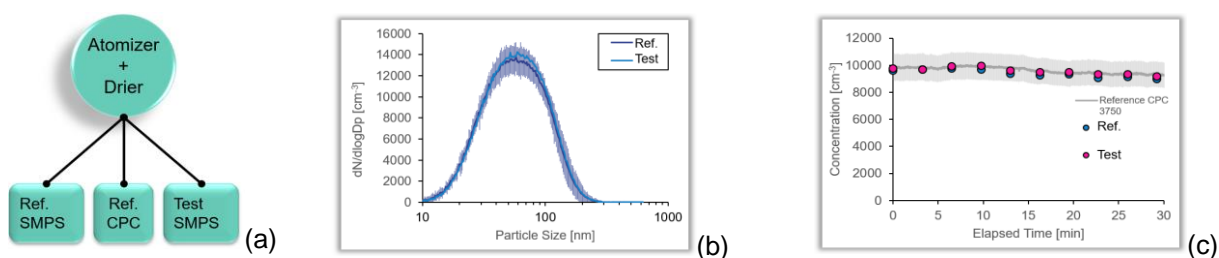 Atomizer
+
Drier
Ref.
SMPS
Ref.
CPC
Test
SMPS
(a)
dN/dlogDp [cm⁻³]
16000
14000
12000
10000
8000
6000
4000
2000
0
10
100
1000
Particle Size [nm]
Ref.
Test
(b)
Concentration [cm⁻³]
12000
10000
8000
6000
4000
2000
0
0
5
10
15
20
25
30
Elapsed Time [min]
Reference CPC
3750
Ref.
Test
(c)